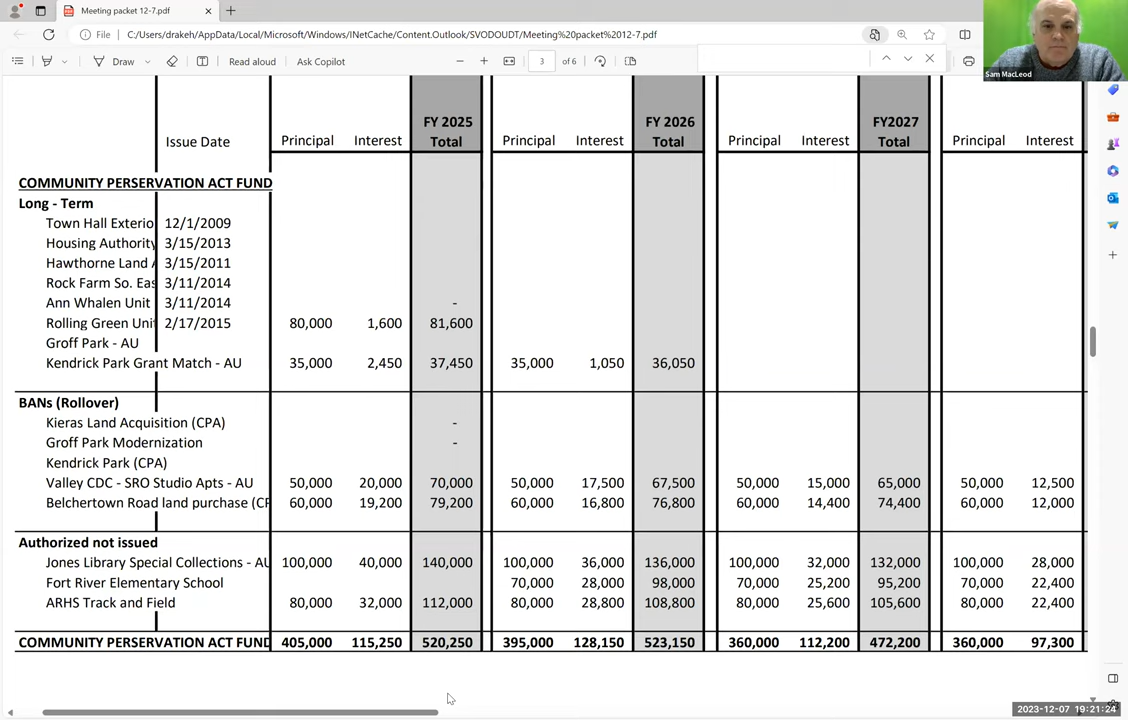 Meeting packet 12-7.pdf
File
C:/Users/drakeh/AppData/Local/Microsoft/Windows/INetCache/Content.Outlook/SVODOUDT/Meeting%20packet%2012-7.pdf
Draw Read aloud Ask Copilot 3 of 6
Sam MacLeod
Issue Date Principal Interest FY 2025 Total Principal Interest FY 2026 Total Principal Interest FY2027 Total Principal Interest
COMMUNITY PERSERVATION ACT FUND
Long - Term
Town Hall Exterio 12/1/2009
Housing Authority 3/15/2013
Hawthorne Land 3/15/2011
Rock Farm So. Eas 3/11/2014
Ann Whalen Unit 3/11/2014 -
Rolling Green Unit 2/17/2015 80,000 1,600 81,600
Groff Park - AU
Kendrick Park Grant Match - AU 35,000 2,450 37,450 35,000 1,050 36,050
BANs (Rollover)
Kieras Land Acquisition (CPA) -
Groff Park Modernization -
Kendrick Park (CPA)
Valley CDC - SRO Studio Apts - AU 50,000 20,000 70,000 50,000 17,500 67,500 50,000 15,000 65,000 50,000 12,500
Belchertown Road land purchase (CP 60,000 19,200 79,200 60,000 16,800 76,800 60,000 14,400 74,400 60,000 12,000
Authorized not issued
Jones Library Special Collections - AU 100,000 40,000 140,000 100,000 36,000 136,000 100,000 32,000 132,000 100,000 28,000
Fort River Elementary School 70,000 28,000 98,000 70,000 25,200 95,200 70,000 22,400
ARHS Track and Field 80,000 32,000 112,000 80,000 28,800 108,800 80,000 25,600 105,600 80,000 22,400
COMMUNITY PERSERVATION ACT FUND 405,000 115,250 520,250 395,000 128,150 523,150 360,000 112,200 472,200 360,000 97,300
2023-12-07 19:21:24